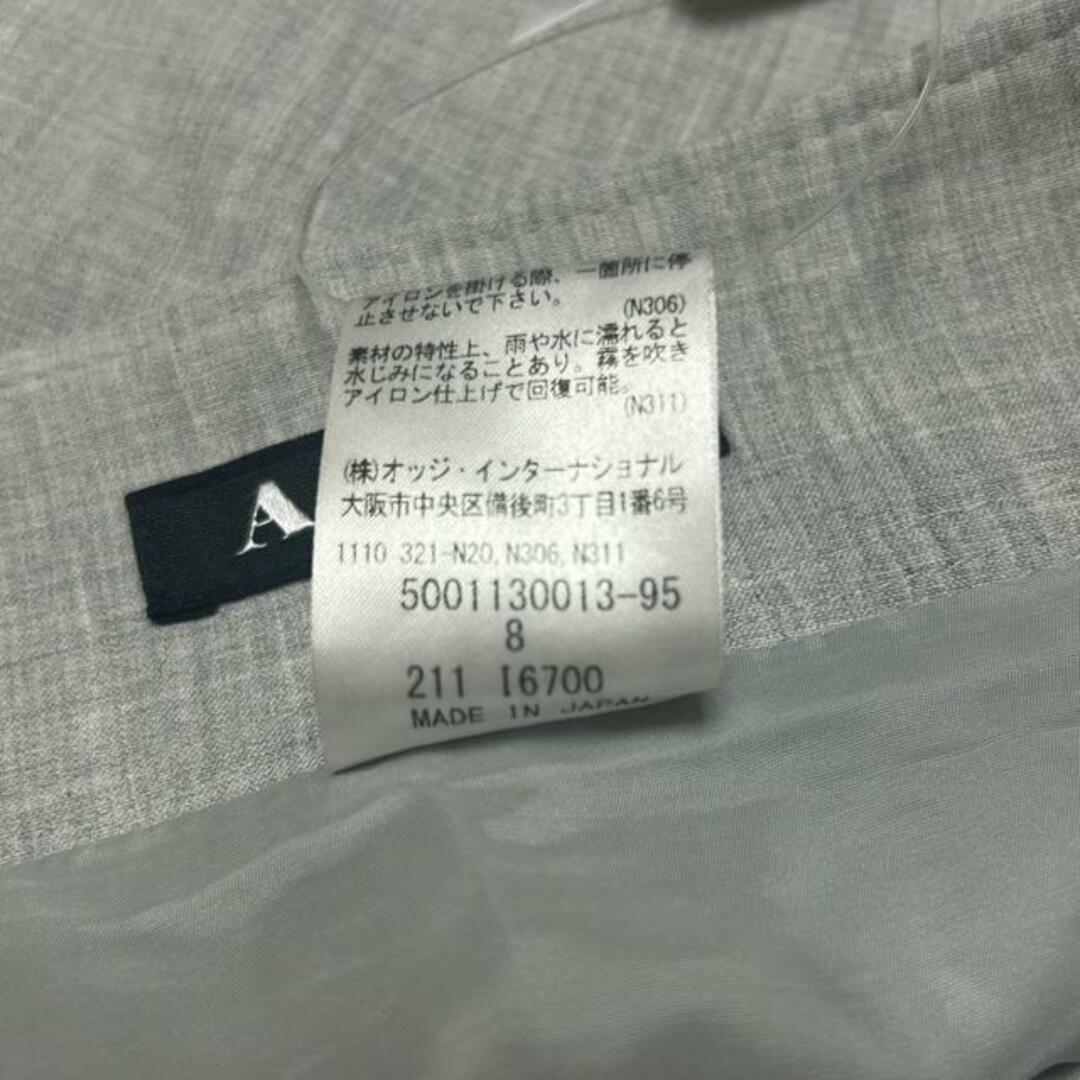 アイロンを掛ける際、一箇所に停
止させないで下さい。
(N306)
素材の特性上、雨や水に濡れると
水じみになることあり。霧を吹き
アイロン仕上げで回復可能。
(N311)
A
(株)オッジ・インターナショナル
大阪市中央区備後町3丁目1番6号
1110 321-N20,N306,N311
5001130013-95
8
211 I6700
MADE IN JAPAN